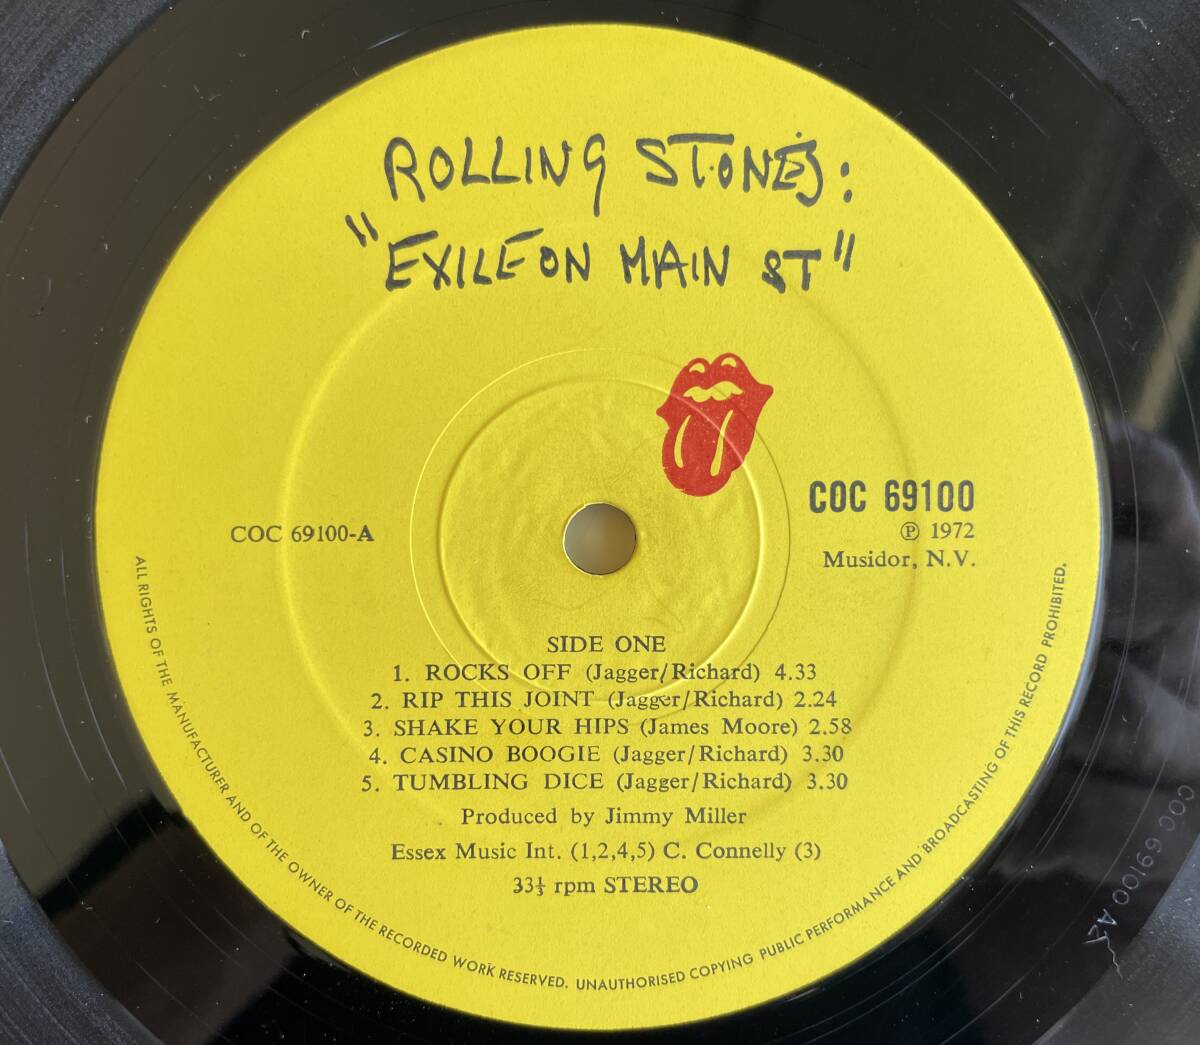 ROLLING STONES:
"EXILE ON MAIN ST"
COC 69100
COC 69100-A
℗ 1972
Musidor, N.V.
SIDE ONE
1. ROCKS OFF (Jagger/Richard) 4.33
2. RIP THIS JOINT (Jagger/Richard) 2.24
3. SHAKE YOUR HIPS (James Moore) 2.58
4. CASINO BOOGIE (Jagger/Richard) 3.30
5. TUMBLING DICE (Jagger/Richard) 3.30
Produced by Jimmy Miller
Essex Music Int. (1,2,4,5) C. Connelly (3)
33⅓ rpm STEREO
ALL RIGHTS OF THE MANUFACTURER AND OF THE OWNER OF THE RECORDED WORK RESERVED. UNAUTHORISED COPYING PUBLIC PERFORMANCE AND BROADCASTING OF THIS RECORD PROHIBITED.
COC 69100 A2